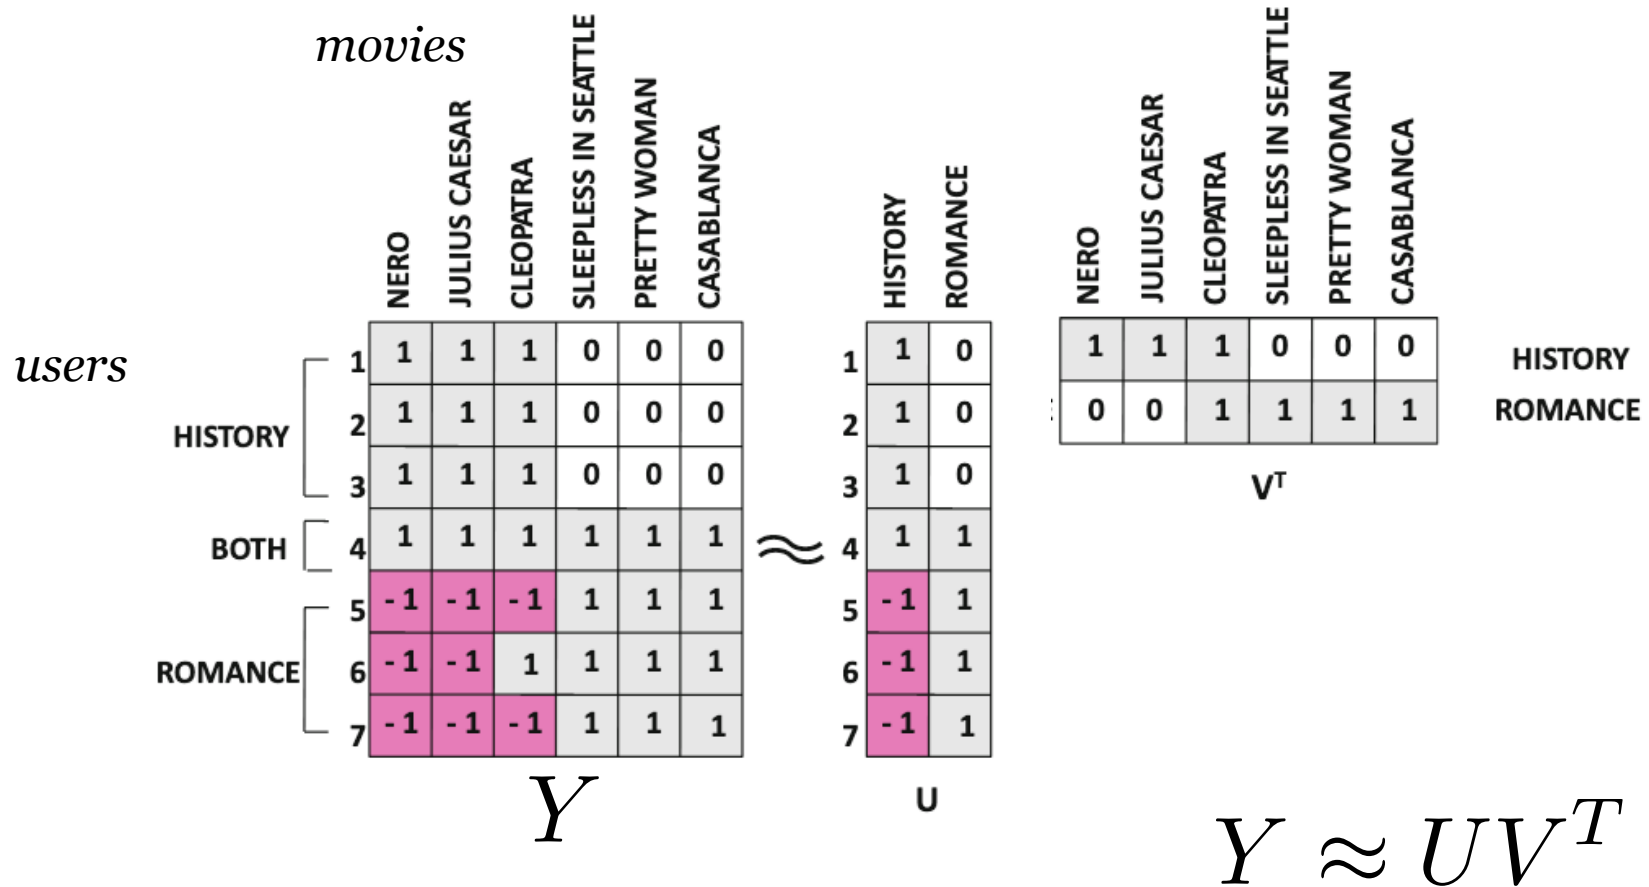 movies
NERO
JULIUS CAESAR
CLEOPATRA
SLEEPLESS IN SEATTLE
PRETTY WOMAN
CASABLANCA
HISTORY
ROMANCE
NERO
JULIUS CAESAR
CLEOPATRA
SLEEPLESS IN SEATTLE
PRETTY WOMAN
CASABLANCA
users
HISTORY
BOTH
ROMANCE
1 1 1 1 0 0 0
2 1 1 1 0 0 0
3 1 1 1 0 0 0
4 1 1 1 1 1 1
5 -1 -1 -1 1 1 1
6 -1 -1 1 1 1 1
7 -1 -1 -1 1 1 1
Y
≈
1 1 0
2 1 0
3 1 0
4 1 1
5 -1 1
6 -1 1
7 -1 1
U
1 1 1 0 0 0 HISTORY
0 0 1 1 1 1 ROMANCE
Vᵀ
Y ≈ UVᵀ